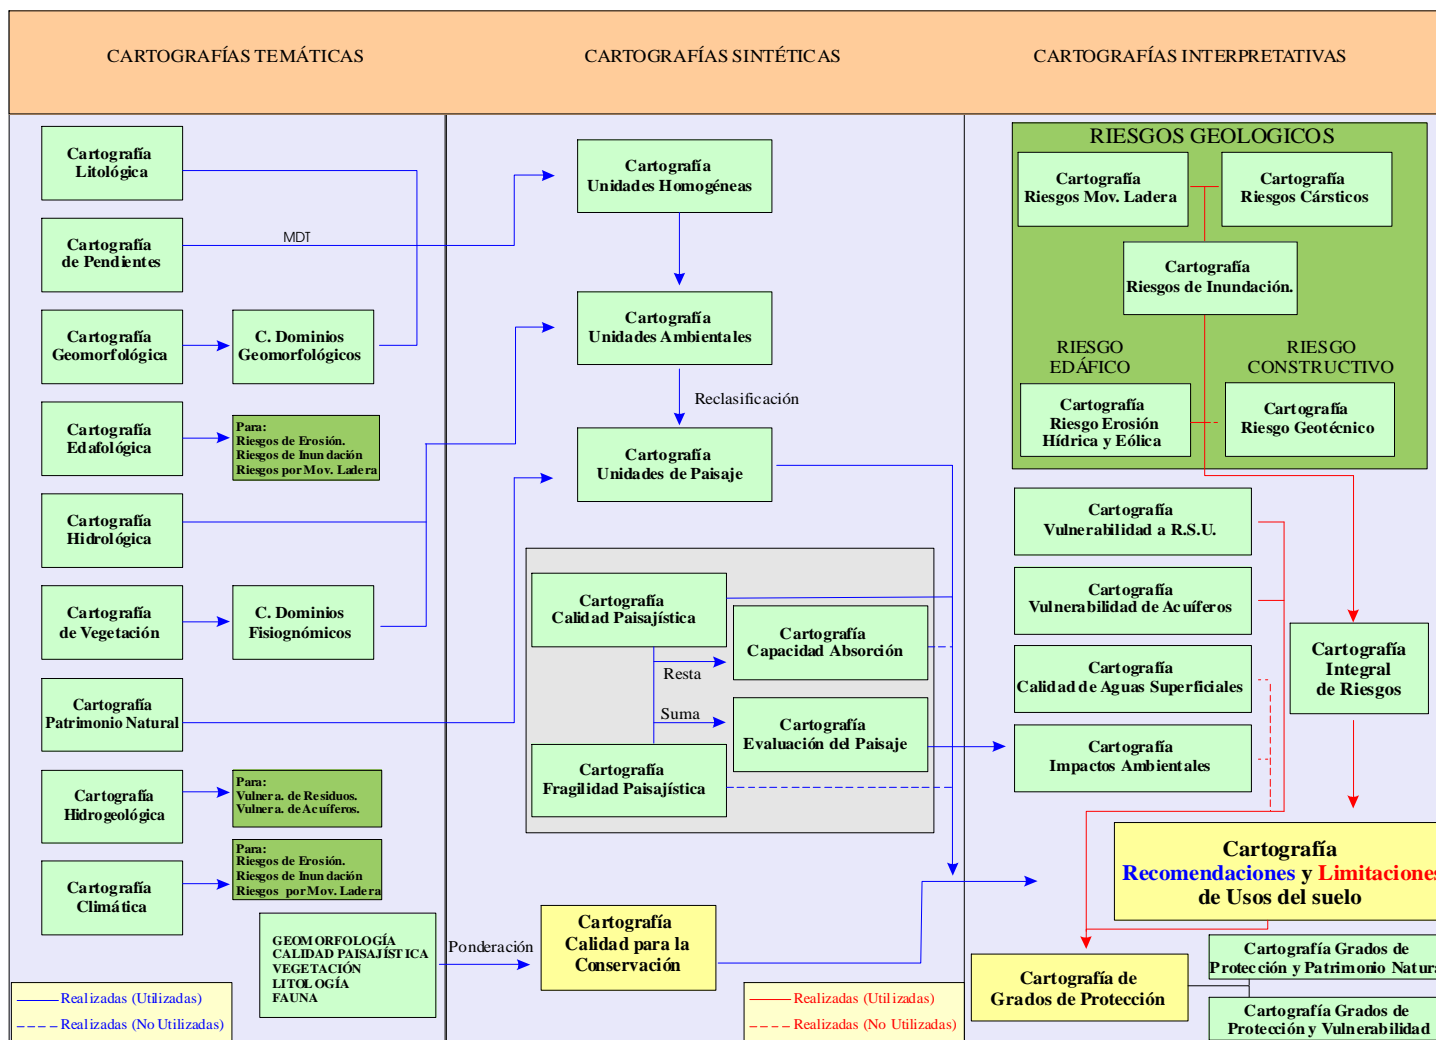 CARTOGRAFÍAS TEMÁTICAS
CARTOGRAFÍAS SINTÉTICAS
CARTOGRAFÍAS INTERPRETATIVAS
Cartografía
Litológica
Cartografía
de Pendientes
MDT
Cartografía
Geomorfológica
C. Dominios
Geomorfológicos
Cartografía
Edafológica
Para:
Riesgos de Erosión.
Riesgos de Inundación
Riesgos por Mov. Ladera
Cartografía
Hidrológica
Cartografía
de Vegetación
C. Dominios
Fisiognómicos
Cartografía
Patrimonio Natural
Cartografía
Hidrogeológica
Para:
Vulnera. de Residuos.
Vulnera. de Acuíferos.
Cartografía
Climática
Para:
Riesgos de Erosión.
Riesgos de Inundación
Riesgos por Mov. Ladera
GEOMORFOLOGÍA
CALIDAD PAISAJÍSTICA
VEGETACIÓN
LITOLOGÍA
FAUNA
Realizadas (Utilizadas)
Realizadas (No Utilizadas)
Cartografía
Unidades Homogéneas
Cartografía
Unidades Ambientales
Reclasificación
Cartografía
Unidades de Paisaje
Cartografía
Calidad Paisajística
Cartografía
Capacidad Absorción
Resta
Suma
Cartografía
Evaluación del Paisaje
Cartografía
Fragilidad Paisajística
Ponderación
Cartografía
Calidad para la
Conservación
Realizadas (Utilizadas)
Realizadas (No Utilizadas)
RIESGOS GEOLOGICOS
Cartografía
Riesgos Mov. Ladera
Cartografía
Riesgos Cársticos
Cartografía
Riesgos de Inundación.
RIESGO
EDÁFICO
RIESGO
CONSTRUCTIVO
Cartografía
Riesgo Erosión
Hídrica y Eólica
Cartografía
Riesgo Geotécnico
Cartografía
Vulnerabilidad a R.S.U.
Cartografía
Vulnerabilidad de Acuíferos
Cartografía
Calidad de Aguas Superficiales
Cartografía
Impactos Ambientales
Cartografía
Integral
de Riesgos
Cartografía
Recomendaciones y Limitaciones
de Usos del suelo
Cartografía de
Grados de Protección
Cartografía Grados de
Protección y Patrimonio Natura
Cartografía Grados de
Protección y Vulnerabilidad